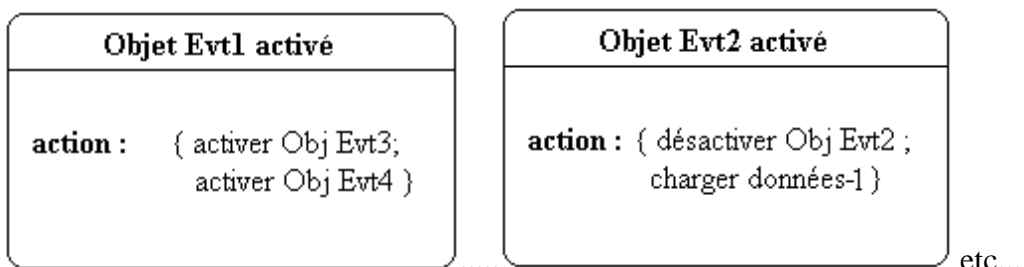 Objet Evt1 activé
action : { activer Obj Evt3;
activer Obj Evt4 }
Objet Evt2 activé
action : { désactiver Obj Evt2 ;
charger données-1 }
..... etc...